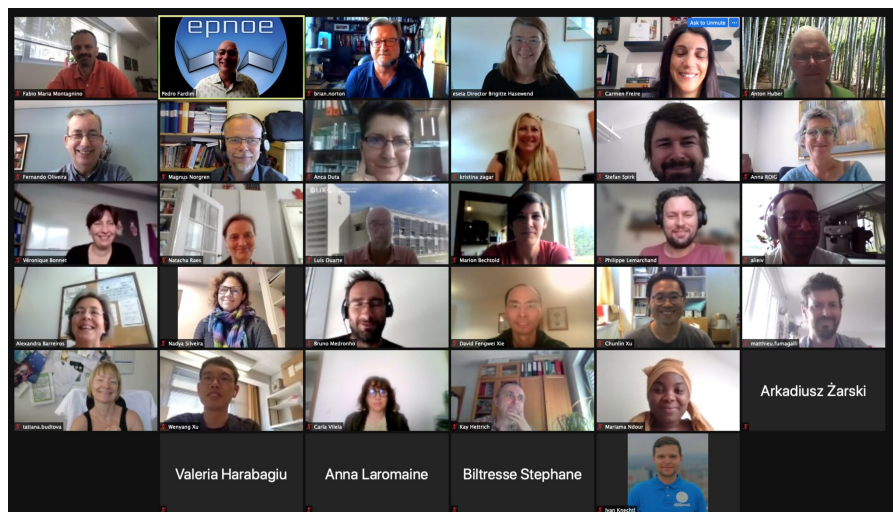 Ask to Unmute
Fabio Maria Montagnino
epnoe
Pedro Fardim
brian.norton
eseia Director Brigitte Hasewend
Carmen Freire
Anton Huber
Fernando Oliveira
Magnus Norgren
Anca Duta
kristina zagar
Stefan Spirk
Anna ROIG
Véronique Bonnet
Natacha Raes
Luís Duarte
Marion Bechtold
Philippe Lemarchand
Alexandra Barreiros
Nadya Silveira
Bruno Medronho
David Fengwei Xie
Chunlin Xu
matthieu.fumagalli
tatiana.budtova
Wenyang Xu
Carla Vilela
Kay Hettrich
Mariama Ndour
Arkadiusz Żarski
Valeria Harabagiu
Anna Laromaine
Biltresse Stephane
Ivan Knechtl